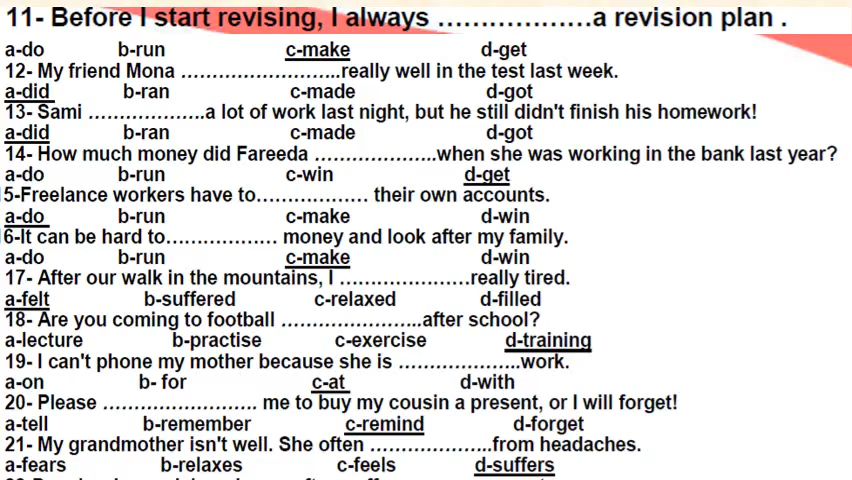 11- Before I start revising, I always ………………a revision plan .
a-do b-run c-make d-get
12- My friend Mona ……………………..really well in the test last week.
a-did b-ran c-made d-got
13- Sami ……………….a lot of work last night, but he still didn't finish his homework!
a-did b-ran c-made d-got
14- How much money did Fareeda ………………..when she was working in the bank last year?
a-do b-run c-win d-get
15-Freelance workers have to……………… their own accounts.
a-do b-run c-make d-win
16-It can be hard to……………… money and look after my family.
a-do b-run c-make d-win
17- After our walk in the mountains, I …………………really tired.
a-felt b-suffered c-relaxed d-filled
18- Are you coming to football …………………..after school?
a-lecture b-practise c-exercise d-training
19- I can't phone my mother because she is ………………..work.
a-on b- for c-at d-with
20- Please ……………………. me to buy my cousin a present, or I will forget!
a-tell b-remember c-remind d-forget
21- My grandmother isn't well. She often ………………..from headaches.
a-fears b-relaxes c-feels d-suffers